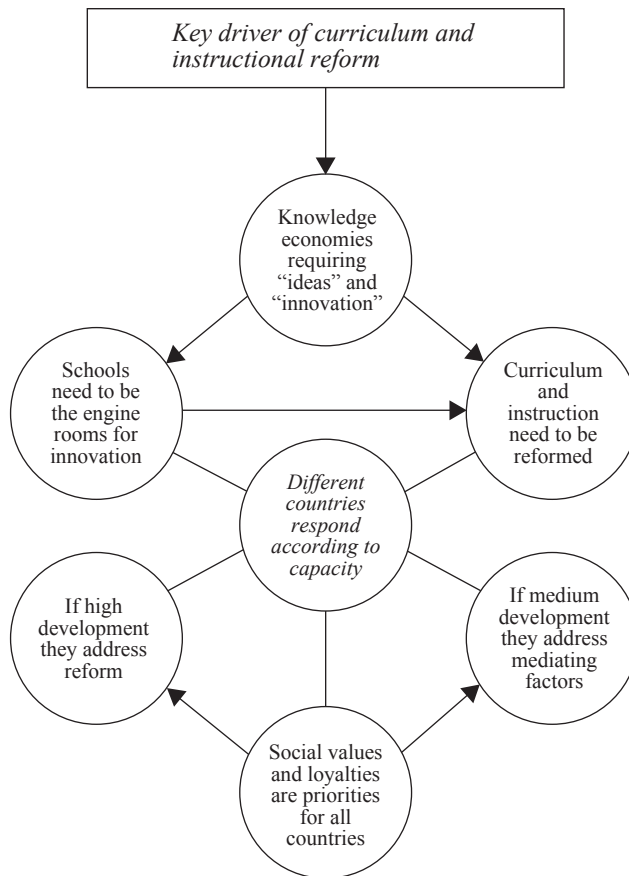 Key driver of curriculum and
instructional reform
Knowledge
economies
requiring
“ideas” and
“innovation”
Schools
need to be
the engine
rooms for
innovation
Curriculum
and
instruction
need to be
reformed
Different
countries
respond
according to
capacity
If high
development
they address
reform
If medium
development
they address
mediating
factors
Social values
and loyalties
are priorities
for all
countries